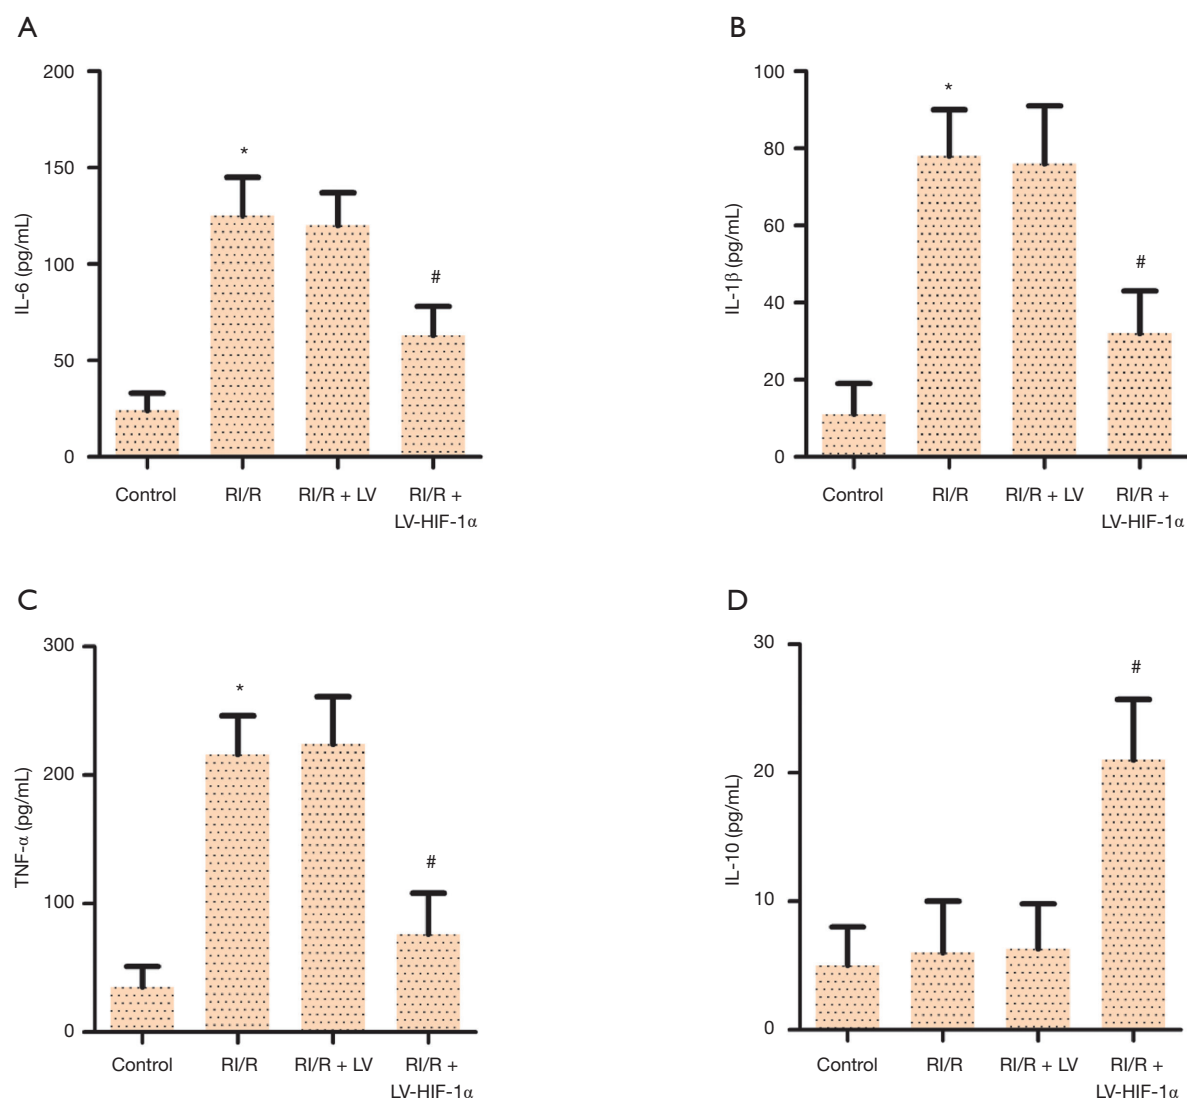 A
IL-6 (pg/mL)
200
150
100
50
0
*
#
Control
RI/R
RI/R + LV
RI/R +
LV-HIF-1α
B
IL-1β (pg/mL)
100
80
60
40
20
0
*
#
Control
RI/R
RI/R + LV
RI/R +
LV-HIF-1α
C
TNF-α (pg/mL)
300
200
100
0
*
#
Control
RI/R
RI/R + LV
RI/R +
LV-HIF-1α
D
IL-10 (pg/mL)
30
20
10
0
#
Control
RI/R
RI/R + LV
RI/R +
LV-HIF-1α